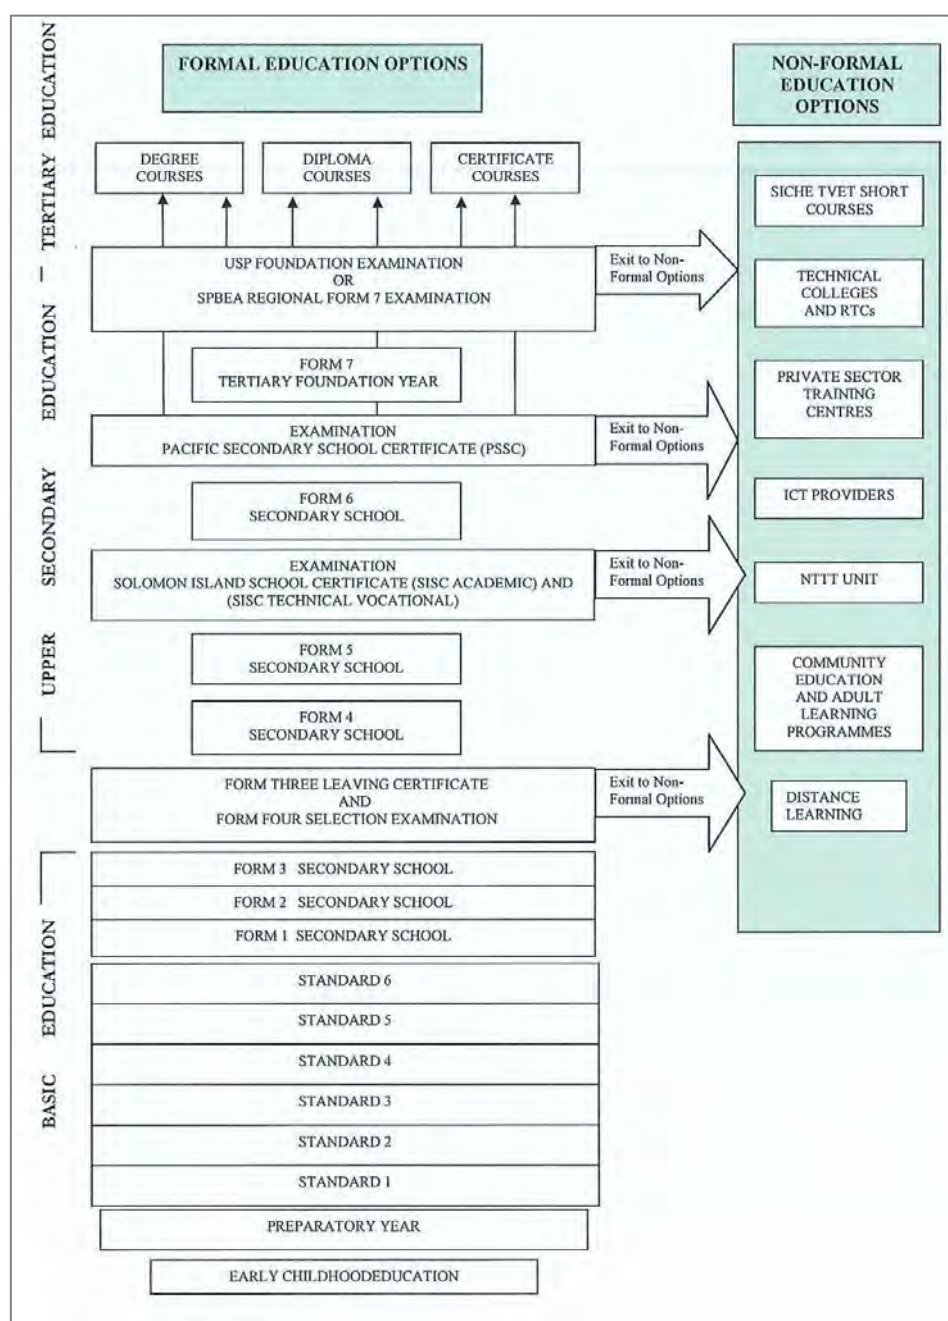 FORMAL EDUCATION OPTIONS
NON-FORMAL
EDUCATION
OPTIONS
TERTIARY EDUCATION
UPPER SECONDARY EDUCATION
BASIC EDUCATION
DEGREE
COURSES
DIPLOMA
COURSES
CERTIFICATE
COURSES
USP FOUNDATION EXAMINATION
OR
SPBEA REGIONAL FORM 7 EXAMINATION
Exit to Non-
Formal Options
FORM 7
TERTIARY FOUNDATION YEAR
EXAMINATION
PACIFIC SECONDARY SCHOOL CERTIFICATE (PSSC)
Exit to Non-
Formal Options
FORM 6
SECONDARY SCHOOL
EXAMINATION
SOLOMON ISLAND SCHOOL CERTIFICATE (SISC ACADEMIC) AND
(SISC TECHNICAL VOCATIONAL)
Exit to Non-
Formal Options
FORM 5
SECONDARY SCHOOL
FORM 4
SECONDARY SCHOOL
FORM THREE LEAVING CERTIFICATE
AND
FORM FOUR SELECTION EXAMINATION
Exit to Non-
Formal Options
FORM 3 SECONDARY SCHOOL
FORM 2 SECONDARY SCHOOL
FORM 1 SECONDARY SCHOOL
STANDARD 6
STANDARD 5
STANDARD 4
STANDARD 3
STANDARD 2
STANDARD 1
PREPARATORY YEAR
EARLY CHILDHOODEDUCATION
SICHE TVET SHORT
COURSES
TECHNICAL
COLLEGES
AND RTCs
PRIVATE SECTOR
TRAINING
CENTRES
ICT PROVIDERS
NTTT UNIT
COMMUNITY
EDUCATION
AND ADULT
LEARNING
PROGRAMMES
DISTANCE
LEARNING